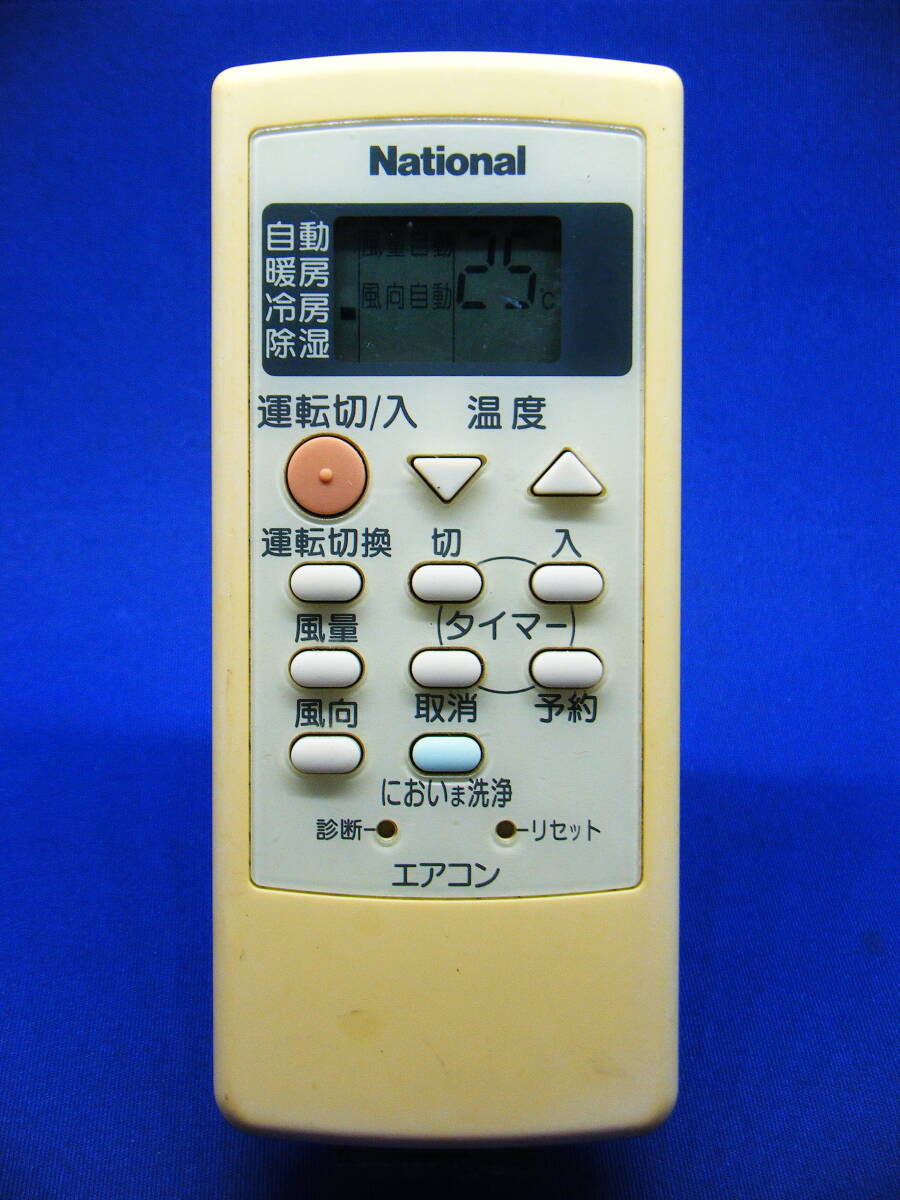 National
自動
暖房
冷房
除湿
風量自動
風向自動
25℃
運転切/入 温度
運転切換 切 入
風量 (タイマー)
風向 取消 予約
においま洗浄
診断 リセット
エアコン